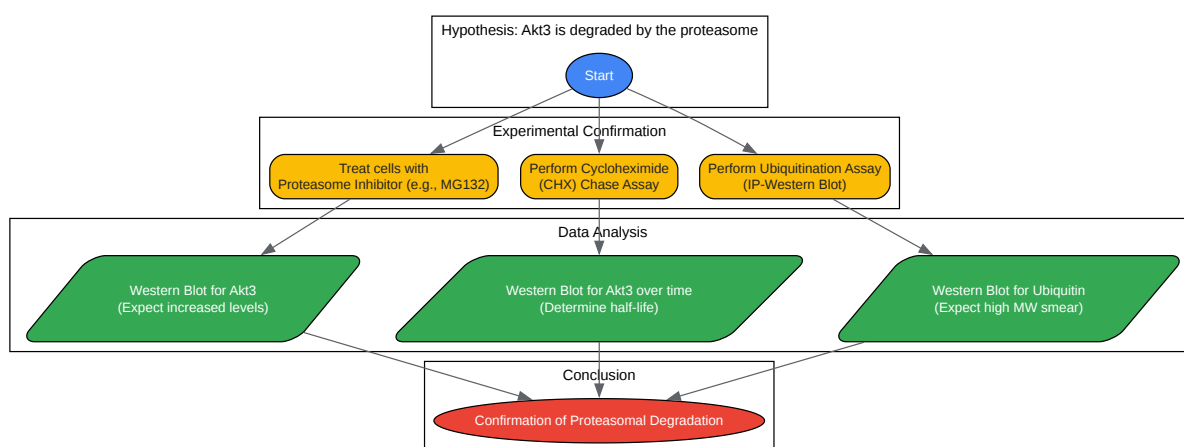 Hypothesis: Akt3 is degraded by the proteasome
Start
Experimental Confirmation
Treat cells with
Proteasome Inhibitor (e.g., MG132)
Perform Cycloheximide
(CHX) Chase Assay
Perform Ubiquitination Assay
(IP-Western Blot)
Data Analysis
Western Blot for Akt3
(Expect increased levels)
Western Blot for Akt3 over time
(Determine half-life)
Western Blot for Ubiquitin
(Expect high MW smear)
Conclusion
Confirmation of Proteasomal Degradation